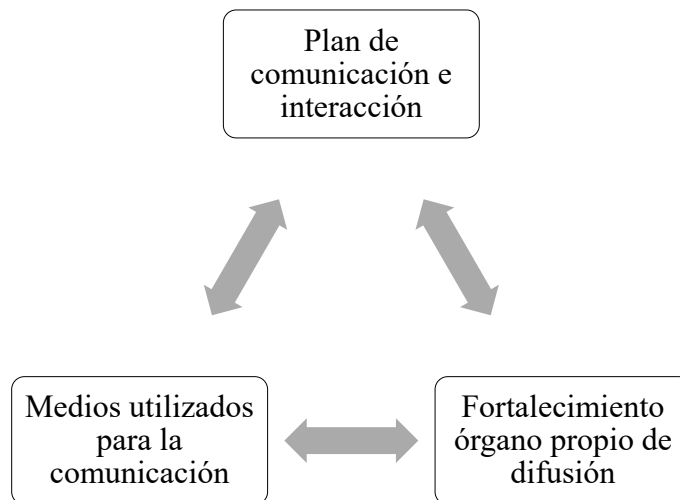 Plan de
comunicación e
interacción
Medios utilizados
para la
comunicación
Fortalecimiento
órgano propio de
difusión